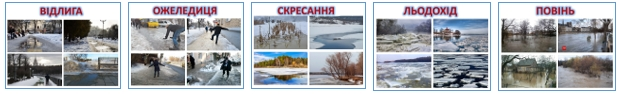 ВІДЛИГА
ОЖЕЛЕДИЦЯ
СКРЕСАННЯ
ЛЬОДОХІД
ПОВІНЬ